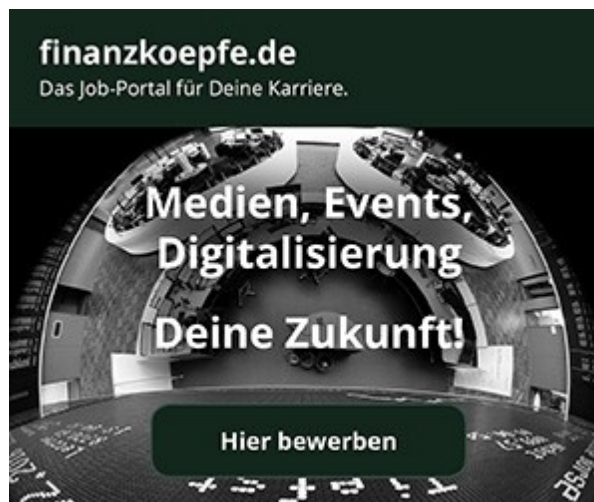 finanzkoepfe.de
Das Job-Portal für Deine Karriere.
Medien, Events,
Digitalisierung
Deine Zukunft!
Hier bewerben